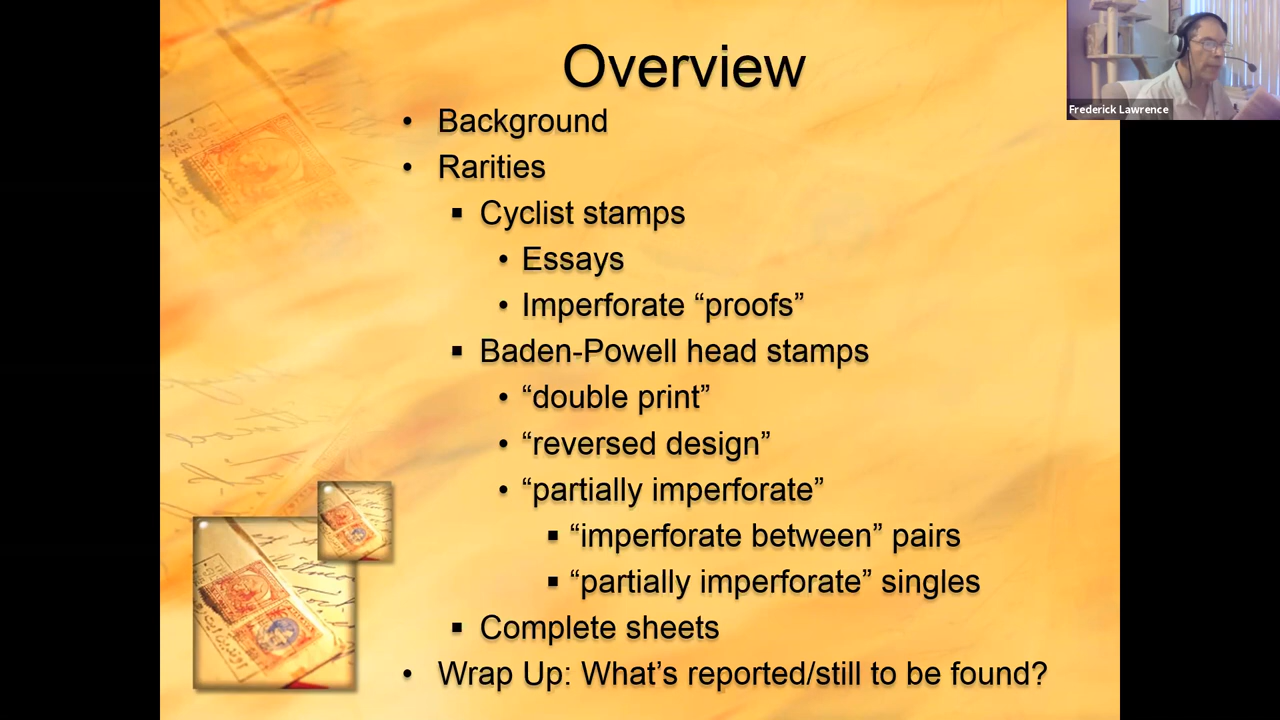 Overview
• Background
• Rarities
▪ Cyclist stamps
• Essays
• Imperforate “proofs”
▪ Baden-Powell head stamps
• “double print”
• “reversed design”
• “partially imperforate”
▪ “imperforate between” pairs
▪ “partially imperforate” singles
▪ Complete sheets
• Wrap Up: What’s reported/still to be found?
Frederick Lawrence